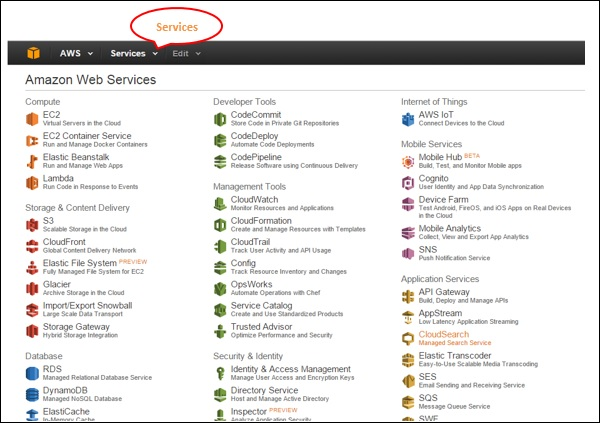 Services
AWS
Services
Edit
Amazon Web Services
Compute
EC2
Virtual Servers in the Cloud
EC2 Container Service
Run and Manage Docker Containers
Elastic Beanstalk
Run and Manage Web Apps
Lambda
Run Code in Response to Events
Storage & Content Delivery
S3
Scalable Storage in the Cloud
CloudFront
Global Content Delivery Network
Elastic File System PREVIEW
Fully Managed File System for EC2
Glacier
Archive Storage in the Cloud
Import/Export Snowball
Large Scale Data Transport
Storage Gateway
Hybrid Storage Integration
Database
RDS
Managed Relational Database Service
DynamoDB
Managed NoSQL Database
ElastiCache
In-Memory Cache
Developer Tools
CodeCommit
Store Code in Private Git Repositories
CodeDeploy
Automate Code Deployments
CodePipeline
Release Software using Continuous Delivery
Management Tools
CloudWatch
Monitor Resources and Applications
CloudFormation
Create and Manage Resources with Templates
CloudTrail
Track User Activity and API Usage
Config
Track Resource Inventory and Changes
OpsWorks
Automate Operations with Chef
Service Catalog
Create and Use Standardized Products
Trusted Advisor
Optimize Performance and Security
Security & Identity
Identity & Access Management
Manage User Access and Encryption Keys
Directory Service
Host and Manage Active Directory
Inspector PREVIEW
Analyze Application Security
Internet of Things
AWS IoT
Connect Devices to the Cloud
Mobile Services
Mobile Hub BETA
Build, Test, and Monitor Mobile apps
Cognito
User Identity and App Data Synchronization
Device Farm
Test Android, FireOS, and iOS Apps on Real Devices
in the Cloud
Mobile Analytics
Collect, View and Export App Analytics
SNS
Push Notification Service
Application Services
API Gateway
Build, Deploy and Manage APIs
AppStream
Low Latency Application Streaming
CloudSearch
Managed Search Service
Elastic Transcoder
Easy-to-Use Scalable Media Transcoding
SES
Email Sending and Receiving Service
SQS
Message Queue Service
SWF